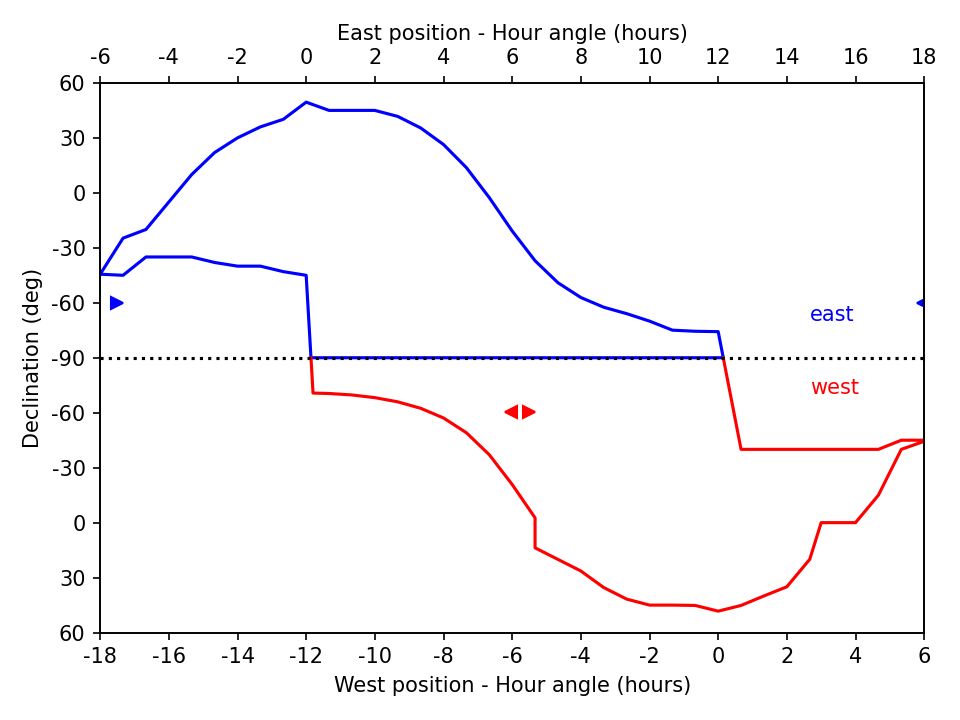 East position - Hour angle (hours)
-6 -4 -2 0 2 4 6 8 10 12 14 16 18
60
30
0
-30
-60
-90
-60
-30
0
30
60
Declination (deg)
east
west
-18 -16 -14 -12 -10 -8 -6 -4 -2 0 2 4 6
West position - Hour angle (hours)